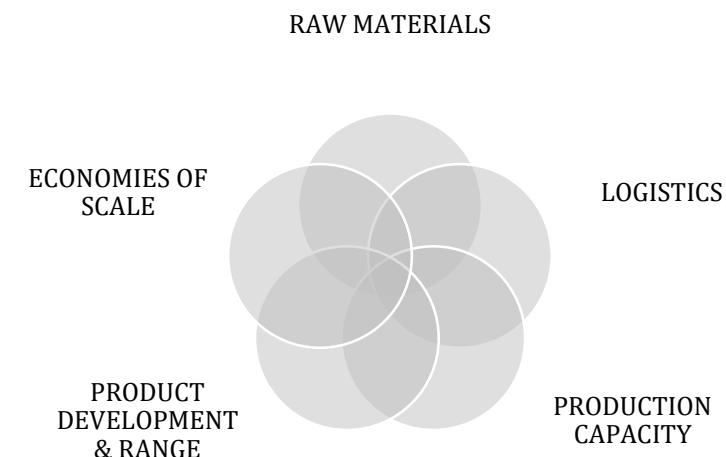 RAW MATERIALS
ECONOMIES OF
SCALE
LOGISTICS
PRODUCT
DEVELOPMENT
& RANGE
PRODUCTION
CAPACITY